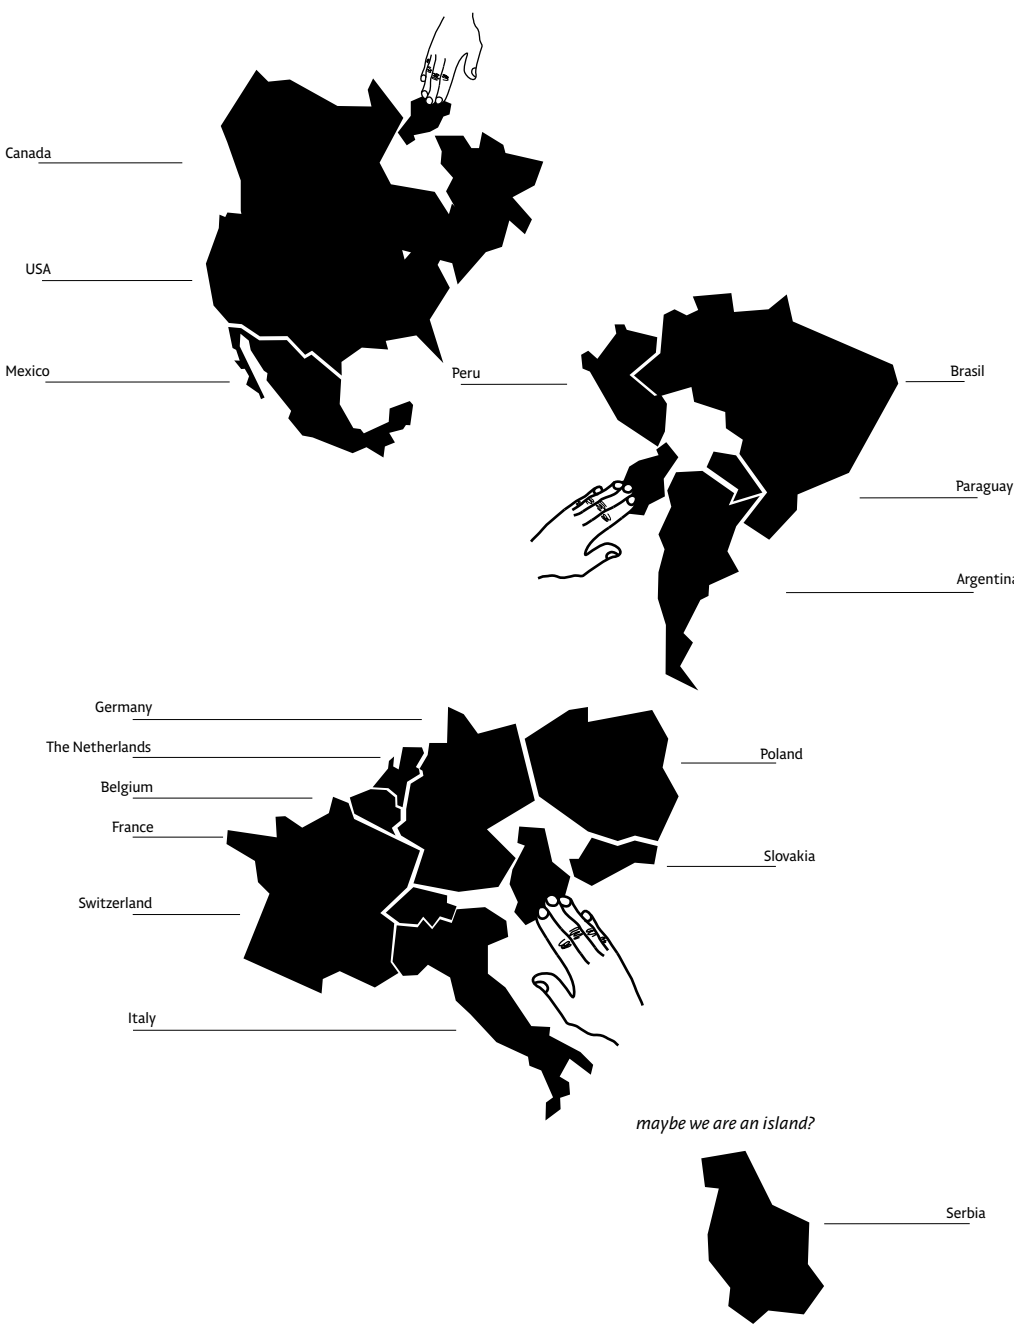 Canada
USA
Mexico
Peru
Brasil
Paraguay
Argentina
Germany
The Netherlands
Belgium
France
Switzerland
Italy
Poland
Slovakia
maybe we are an island?
Serbia